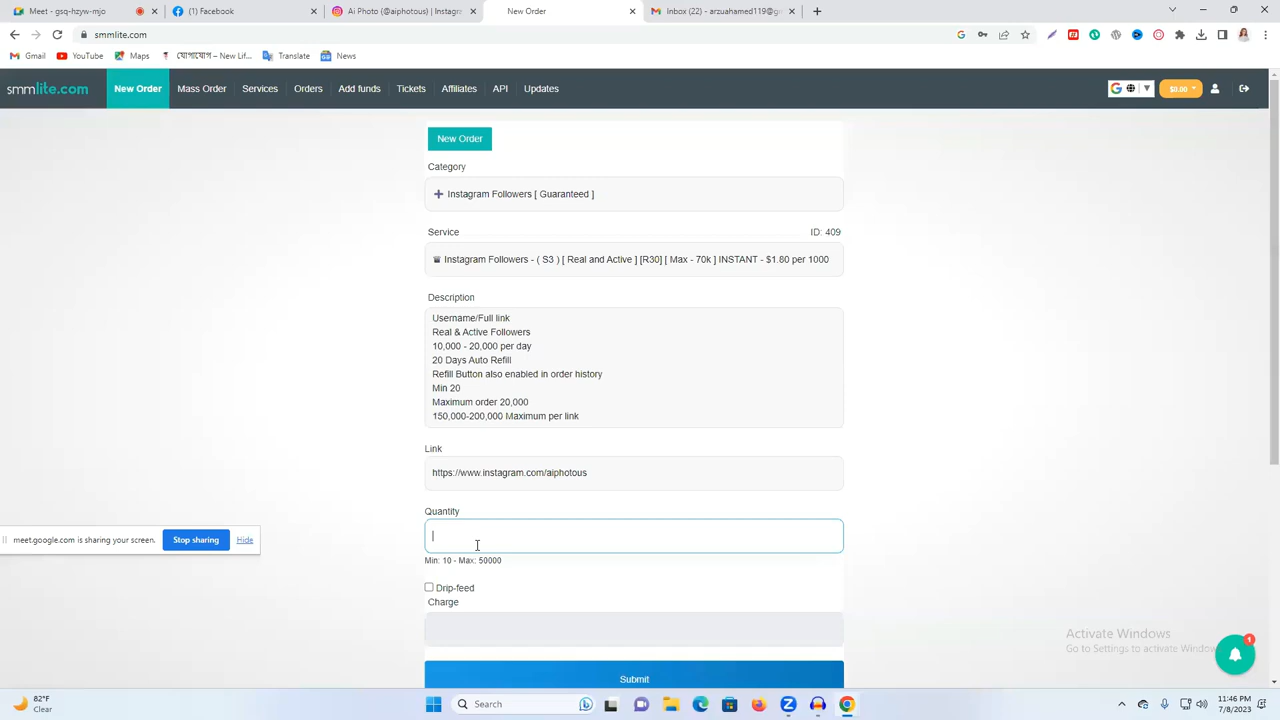 Meet - gsq-hzyw-mjo
(1) Facebook
Ai Photo (@aiphotous) | Instagr
New Order
Inbox (22) - arzuahamed119@g
smmlite.com
Gmail
YouTube
Maps
যোগাযোগ – New Lif...
Translate
News
smmlite.com
New Order
Mass Order
Services
Orders
Add funds
Tickets
Affiliates
API
Updates
$0.00
New Order
Category
Instagram Followers [ Guaranteed ]
Service
ID: 409
Instagram Followers - ( S3 ) [ Real and Active ] [R30] [ Max - 70k ] INSTANT - $1.80 per 1000
Description
Username/Full link
Real & Active Followers
10,000 - 20,000 per day
20 Days Auto Refill
Refill Button also enabled in order history
Min 20
Maximum order 20,000
150,000-200,000 Maximum per link
Link
https://www.instagram.com/aiphotous
Quantity
meet.google.com is sharing your screen.
Stop sharing
Hide
Min: 10 - Max: 50000
Drip-feed
Charge
Activate Windows
Go to Settings to activate Windows
1
Submit
82°F
Clear
Search
11:46 PM
7/8/2023